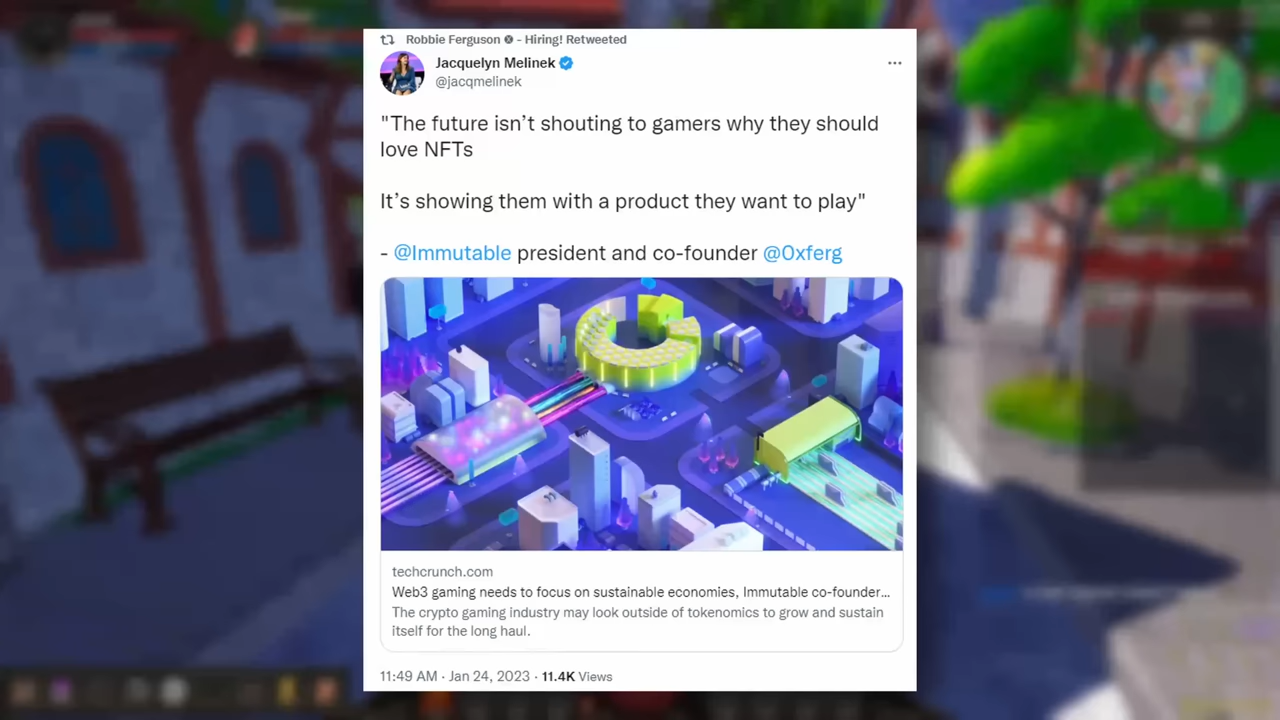 Robbie Ferguson - Hiring! Retweeted
Jacquelyn Melinek
@jacqmelinek
"The future isn’t shouting to gamers why they should
love NFTs
It’s showing them with a product they want to play"
- @Immutable president and co-founder @0xferg
techcrunch.com
Web3 gaming needs to focus on sustainable economies, Immutable co-founder...
The crypto gaming industry may look outside of tokenomics to grow and sustain
itself for the long haul.
11:49 AM · Jan 24, 2023 · 11.4K Views